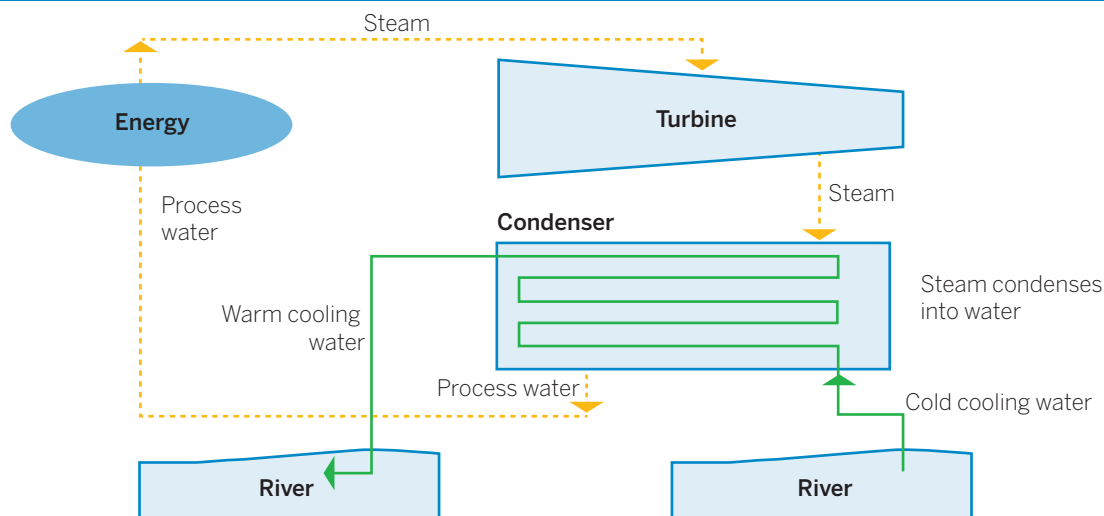 Steam
Energy
Turbine
Process
water
Steam
Condenser
Steam condenses
into water
Warm cooling
water
Process water
Cold cooling water
River
River